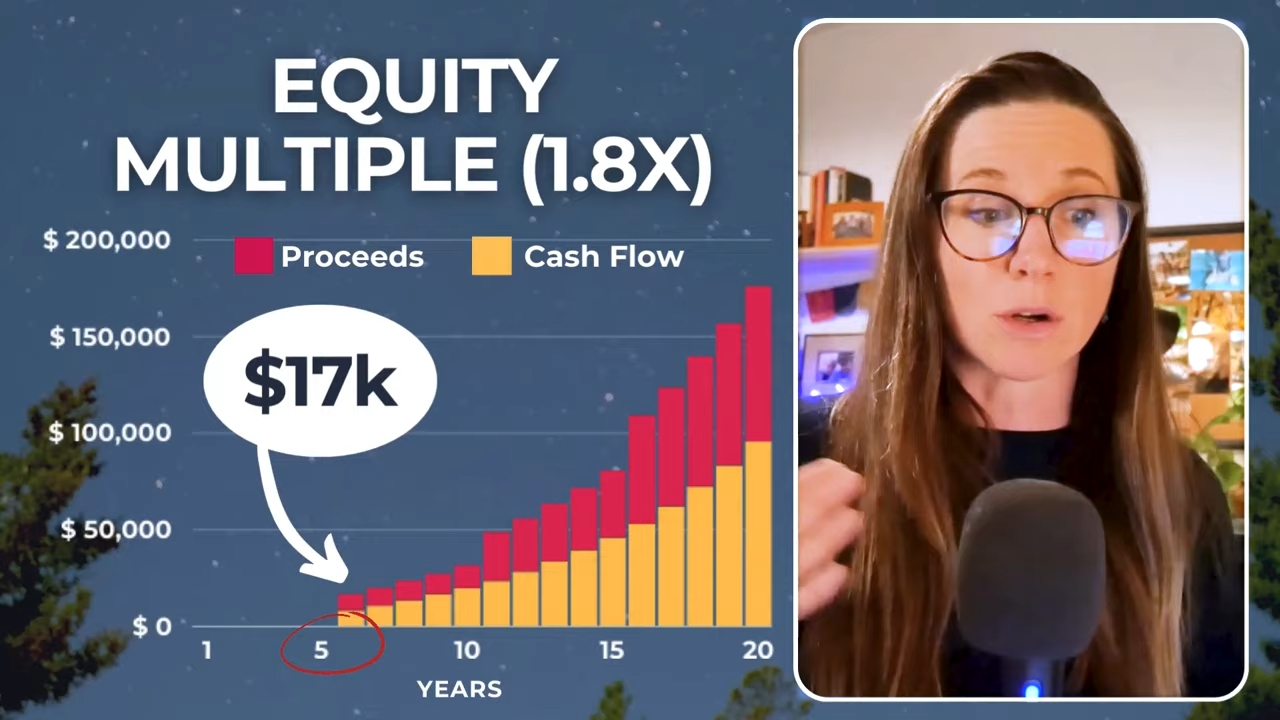 EQUITY
MULTIPLE (1.8X)
$ 200,000
Proceeds
Cash Flow
$ 150,000
$17k
$ 100,000
$ 50,000
$ 0
1 5 10 15 20
YEARS